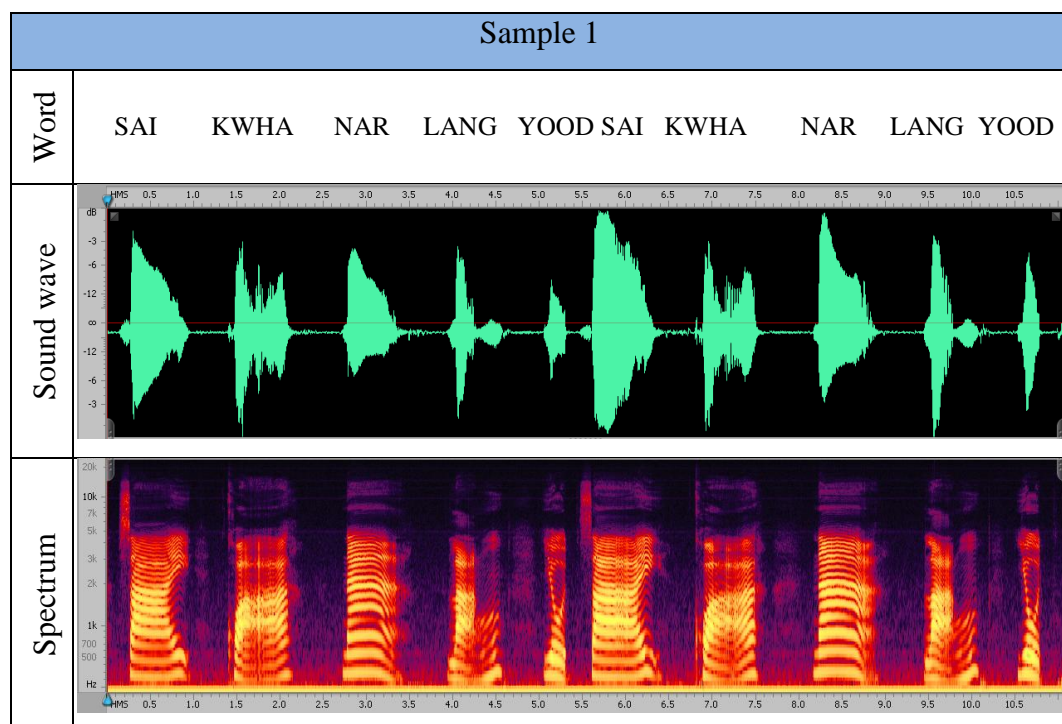 Sample 1
Word
SAI KWHA NAR LANG YOOD SAI KWHA NAR LANG YOOD
Sound wave
HMS 0.5 1.0 1.5 2.0 2.5 3.0 3.5 4.0 4.5 5.0 5.5 6.0 6.5 7.0 7.5 8.0 8.5 9.0 9.5 10.0 10.5
dB
-3
-6
-12
∞
-12
-6
-3
Spectrum
20k
10k
7k
5k
3k
2k
1k
700
500
Hz
HMS 0.5 1.0 1.5 2.0 2.5 3.0 3.5 4.0 4.5 5.0 5.5 6.0 6.5 7.0 7.5 8.0 8.5 9.0 9.5 10.0 10.5